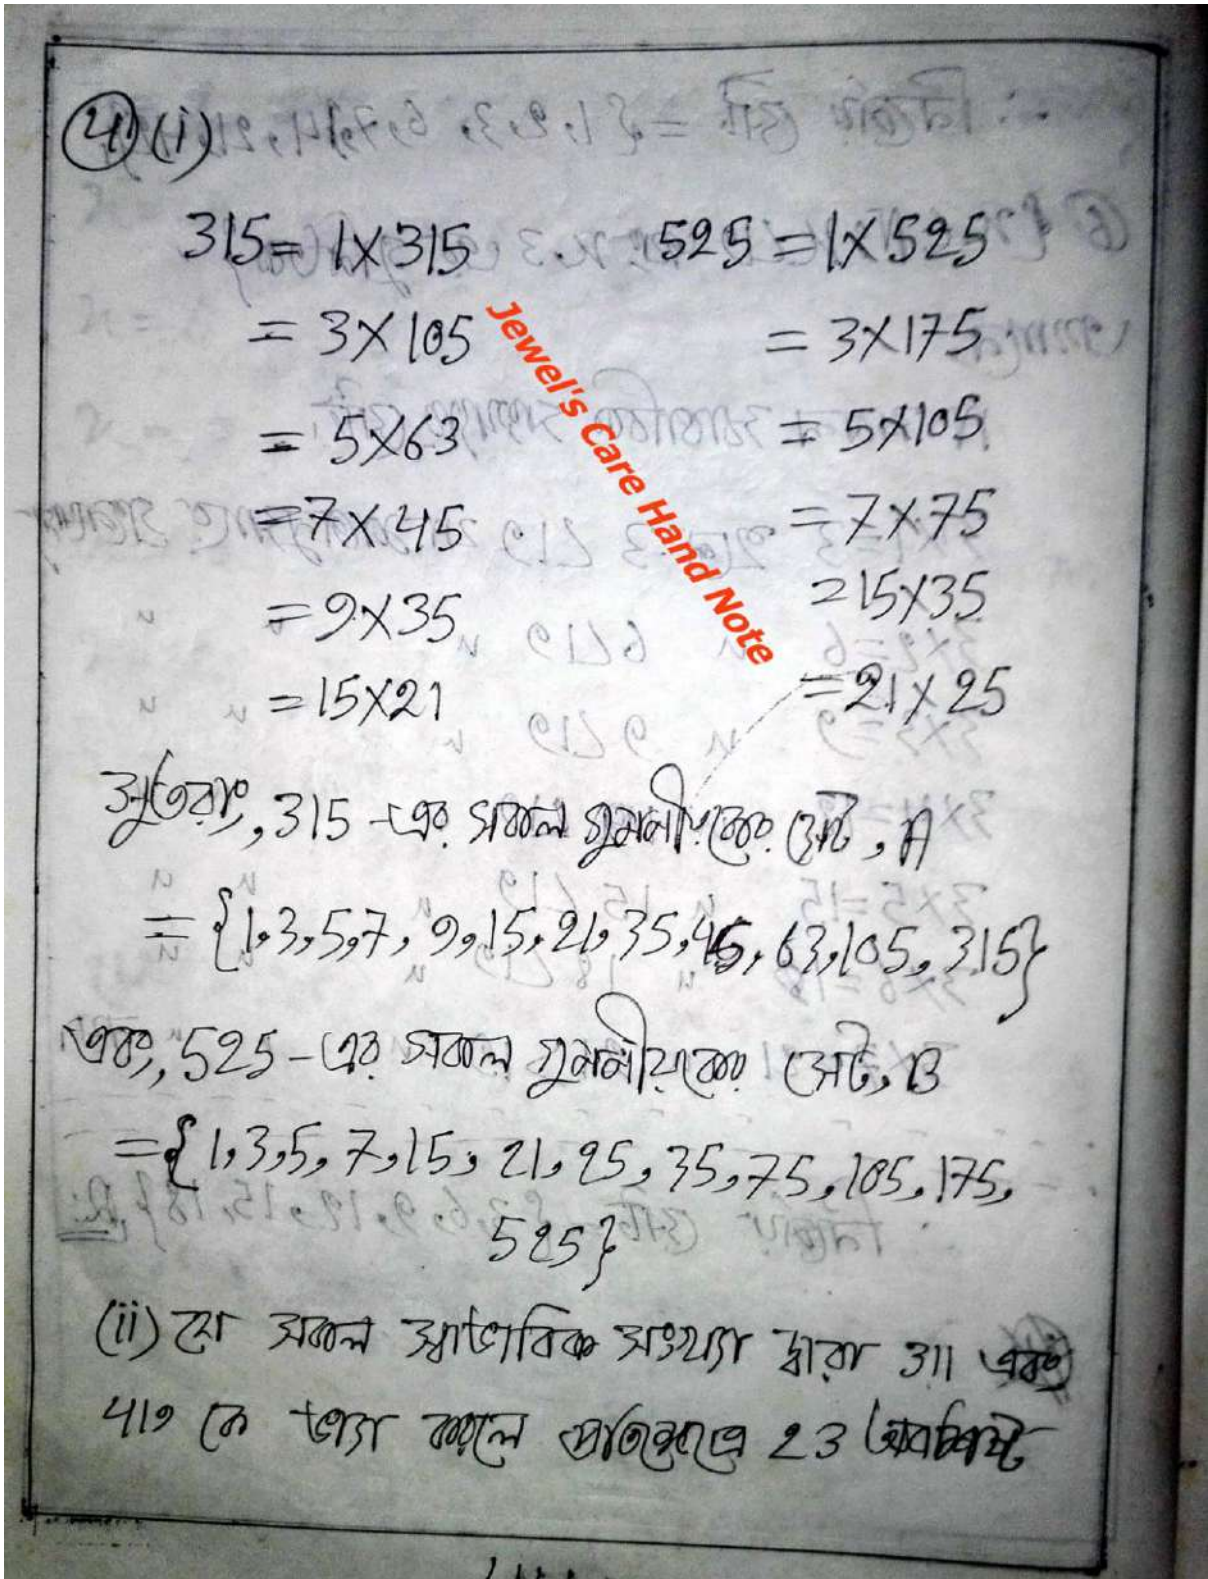 4 (i)
315 = 1×315 525 = 1×525
= 3×105 = 3×175
= 5×63 = 5×105
= 7×45 = 7×75
= 9×35 = 15×35
= 15×21 = 21×25
Jewel's Care Hand Note
সুতরাং, 315 -এর সকল গুণনীয়কের সেট, A
= {1,3,5,7, 9,15,21,35,45,63,105, 315}
এবং, 525 -এর সকল গুণনীয়কের সেট, B
= {1,3,5, 7,15, 21,25,35,75,105,175,
525}
(ii) যে সকল স্বাভাবিক সংখ্যা দ্বারা 311 এবং
419 কে ভাগ করলে প্রতিক্ষেত্রে 23 অবশিষ্ট